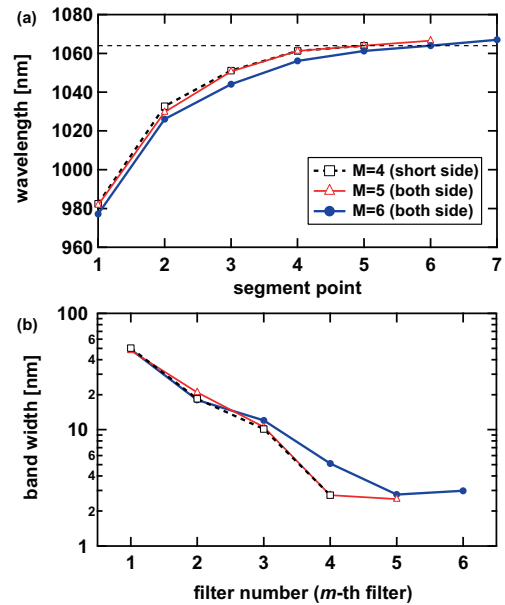 (a)
1080
1060
1040
1020
1000
980
960
wavelength [nm]
M=4 (short side)
M=5 (both side)
M=6 (both side)
1 2 3 4 5 6 7
segment point
(b)
100
4
2
10
6
4
2
1
band width [nm]
1 2 3 4 5 6
filter number (m-th filter)